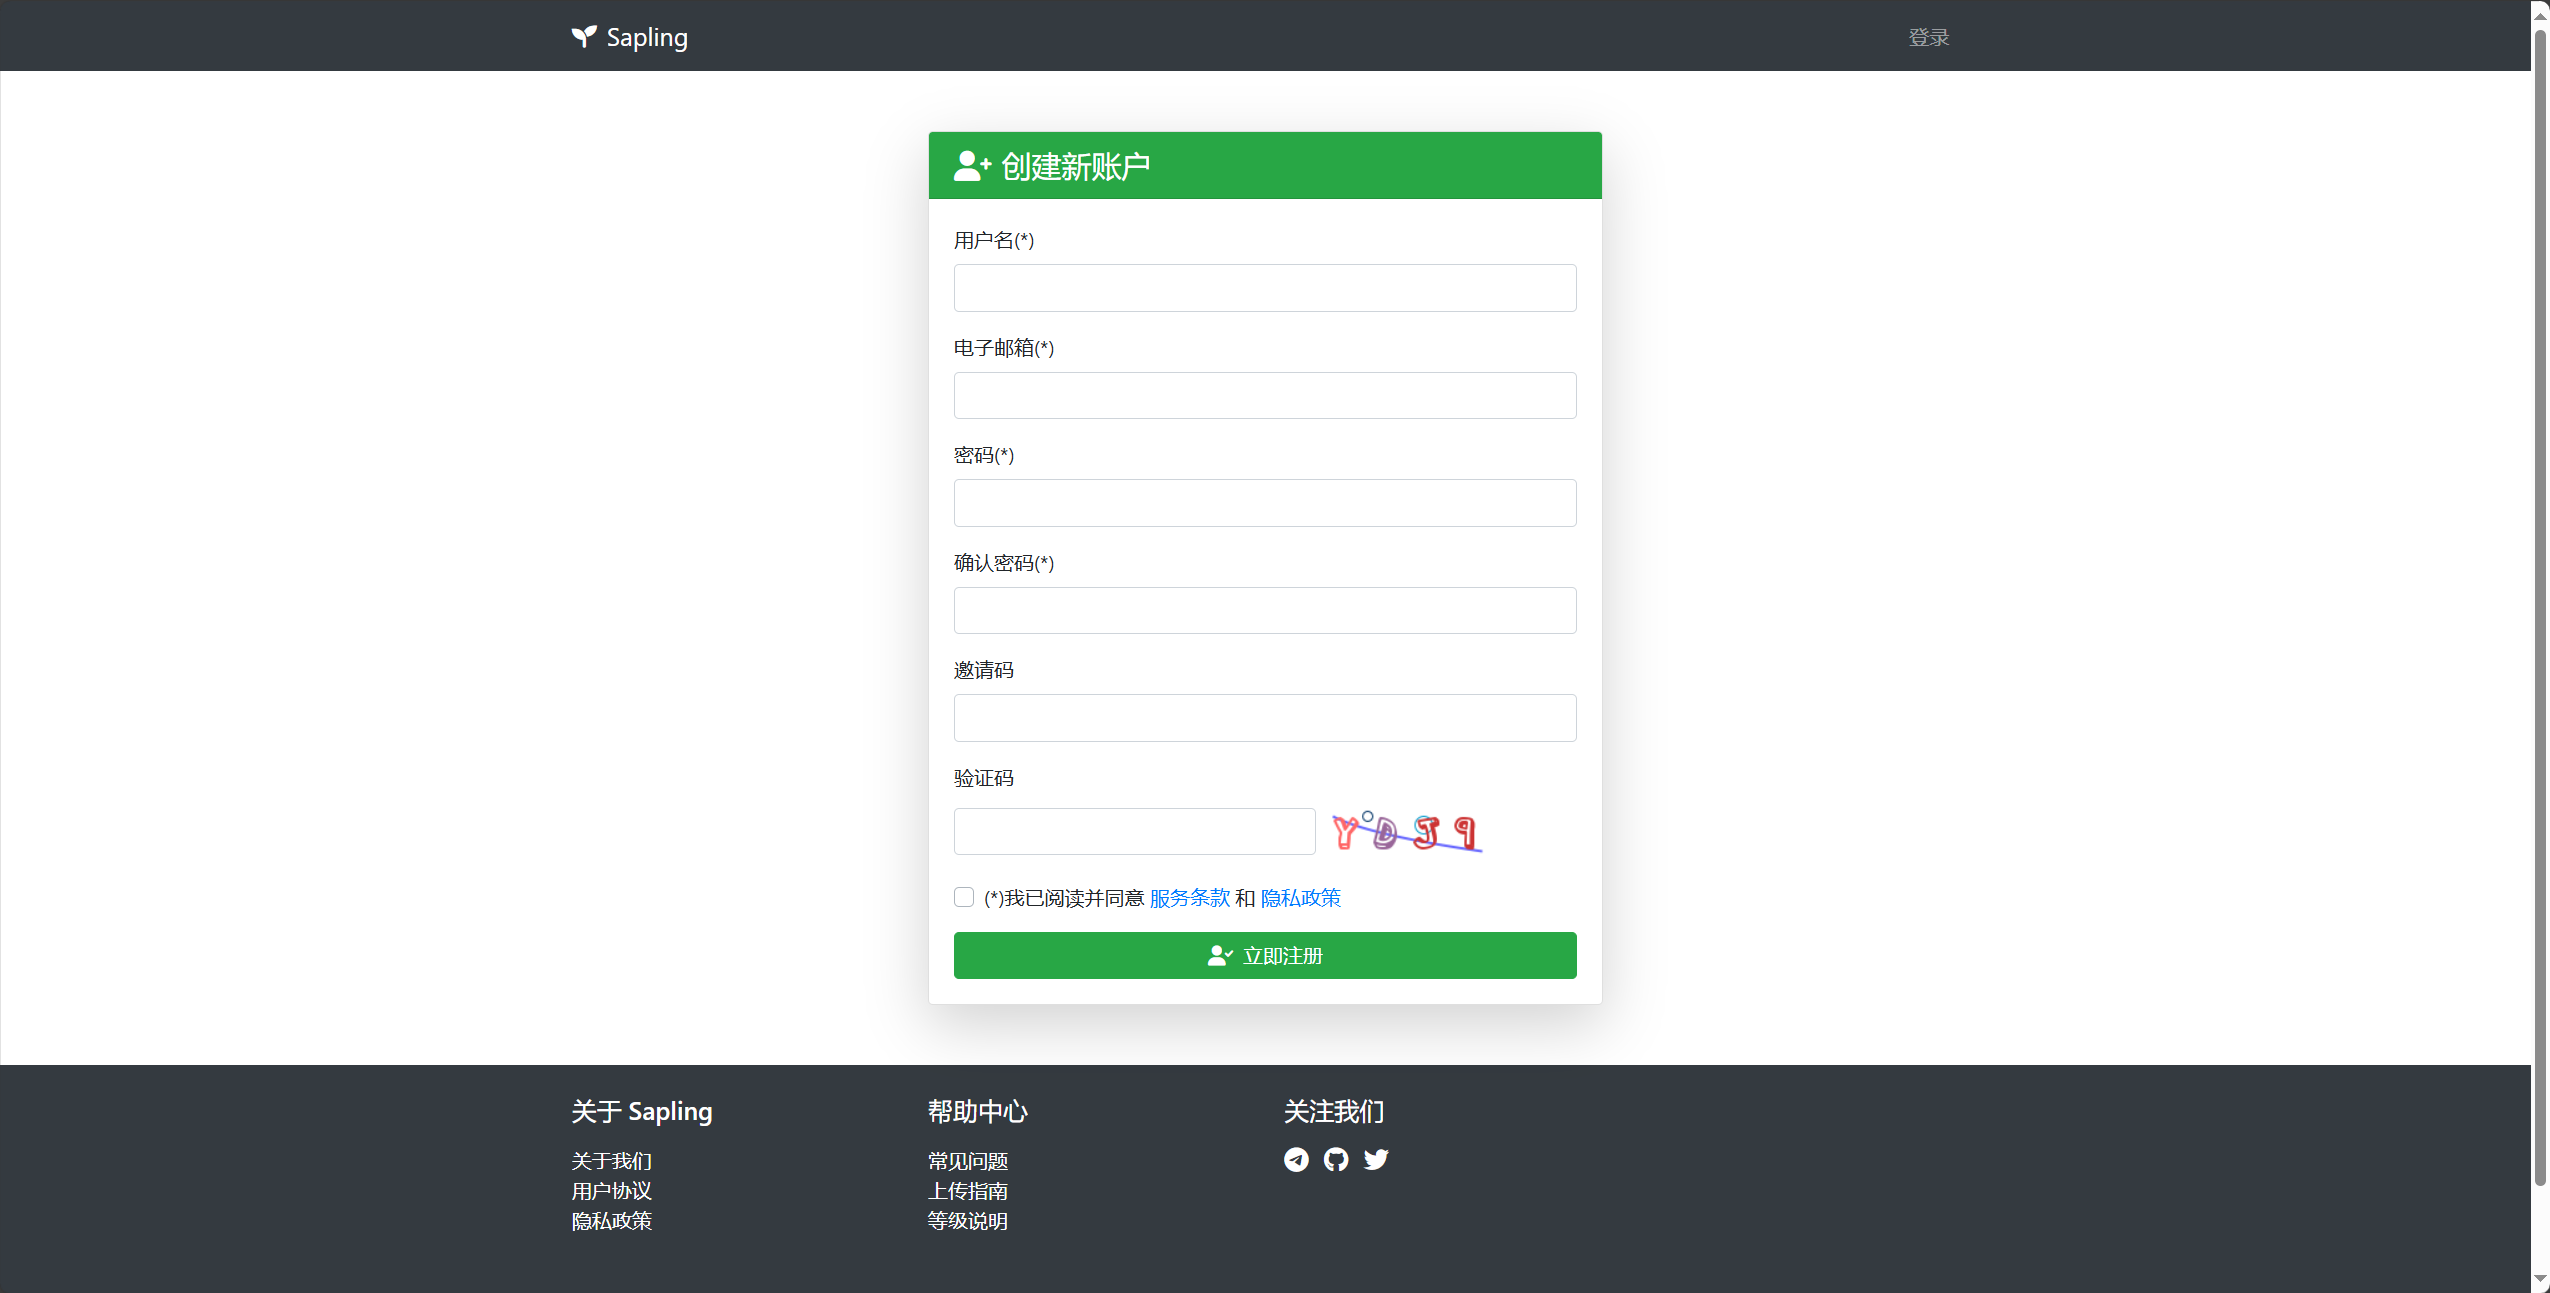 Sapling
登录
创建新账户
用户名(*)
电子邮箱(*)
密码(*)
确认密码(*)
邀请码
验证码
YDJ9
(*)我已阅读并同意 服务条款 和 隐私政策
立即注册
关于 Sapling
关于我们
用户协议
隐私政策
帮助中心
常见问题
上传指南
等级说明
关注我们